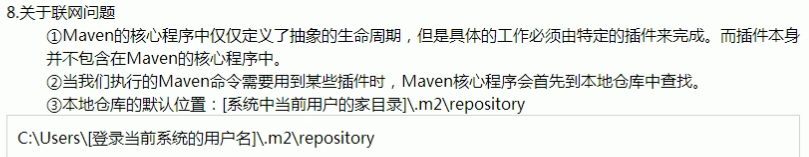 8.关于联网问题
①Maven的核心程序中仅仅定义了抽象的生命周期，但是具体的工作必须由特定的插件来完成。而插件本身
并不包含在Maven的核心程序中。
②当我们执行的Maven命令需要用到某些插件时，Maven核心程序会首先到本地仓库中查找。
③本地仓库的默认位置：[系统中当前用户的家目录]\.m2\repository
C:\Users\[登录当前系统的用户名]\.m2\repository